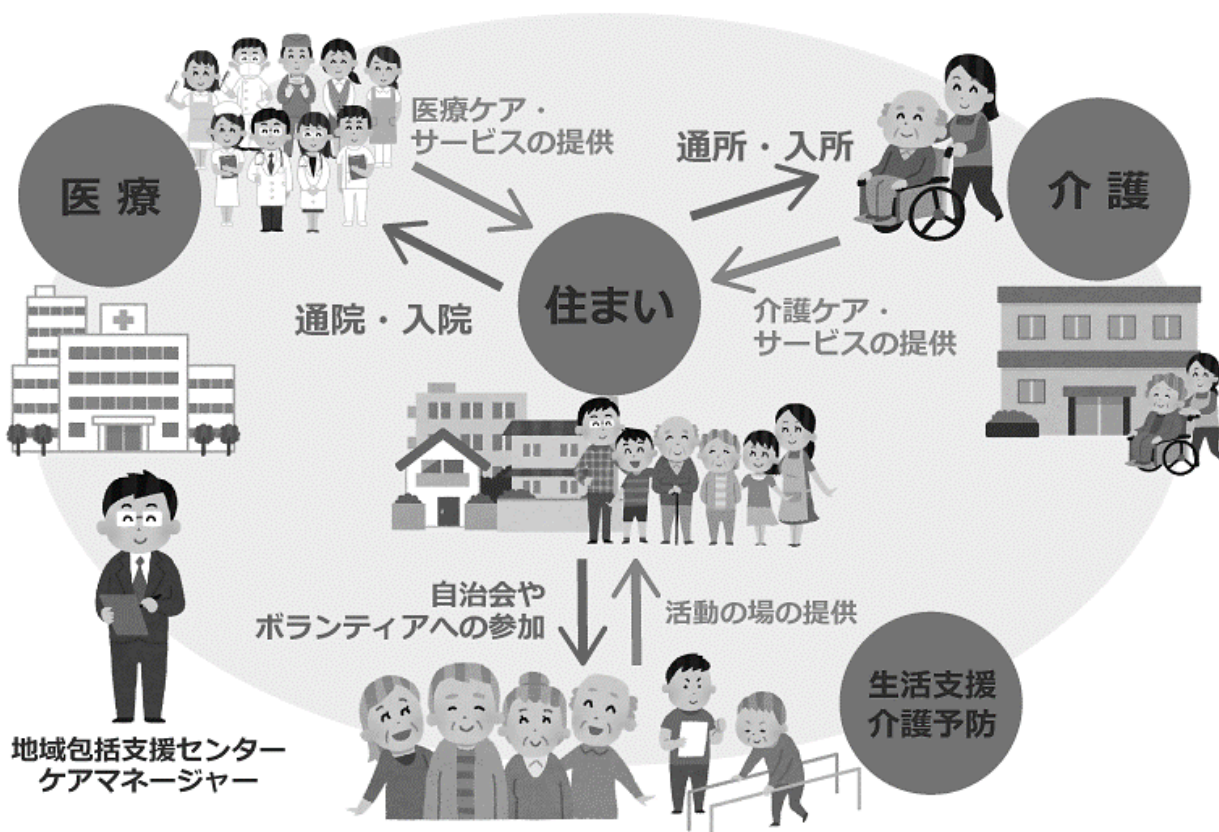 医療ケア・
サービスの提供
通所・入所
医療
介護
住まい
通院・入院
介護ケア・
サービスの提供
自治会や
ボランティアへの参加
活動の場の提供
生活支援
介護予防
地域包括支援センター
ケアマネージャー